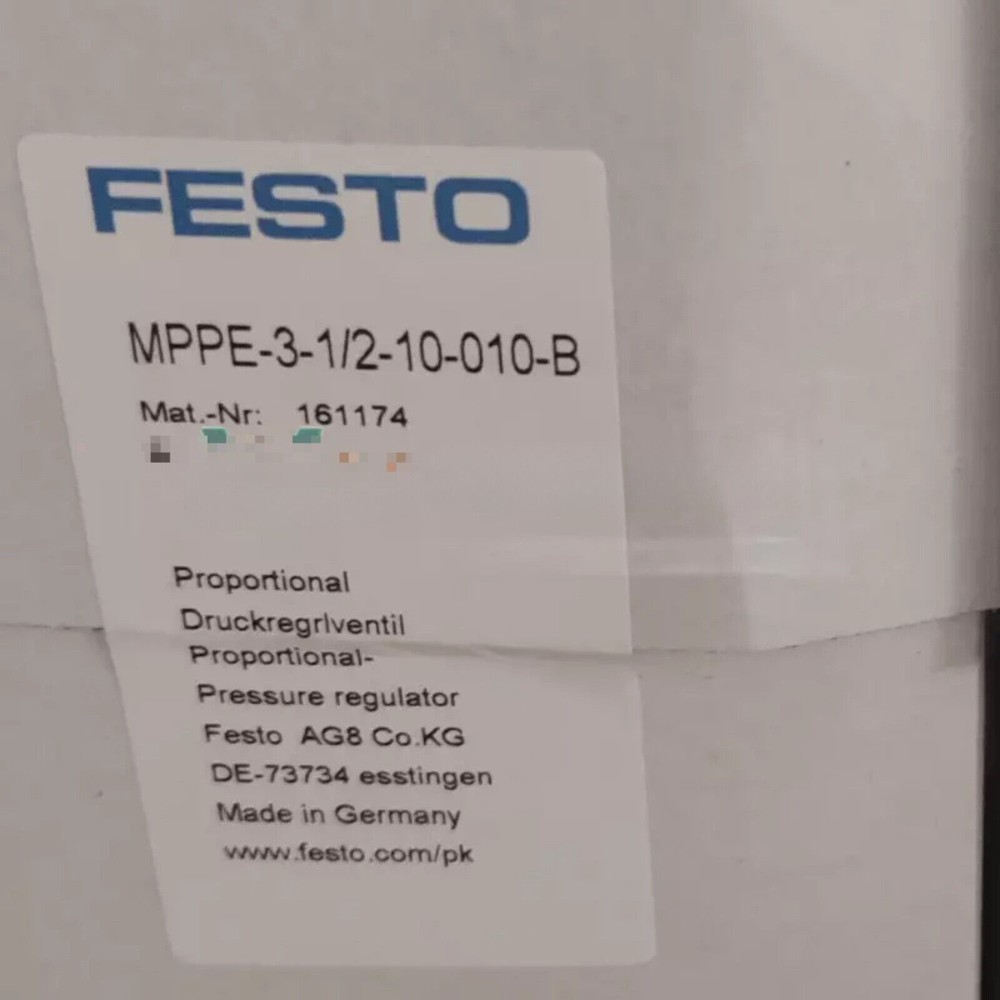 FESTO
MPPE-3-1/2-10-010-B
Mat.-Nr: 161174
Proportional
Druckregrlventil
Proportional-
Pressure regulator
Festo AG8 Co.KG
DE-73734 esstingen
Made in Germany
www.festo.com/pk